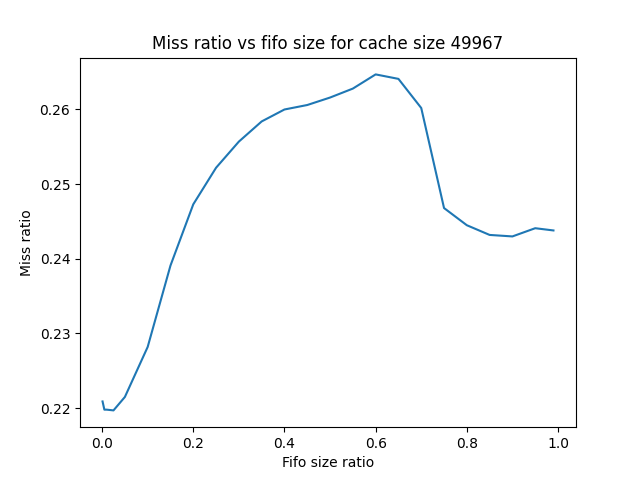 Miss ratio vs fifo size for cache size 49967
Miss ratio
0.26
0.25
0.24
0.23
0.22
0.0 0.2 0.4 0.6 0.8 1.0
Fifo size ratio